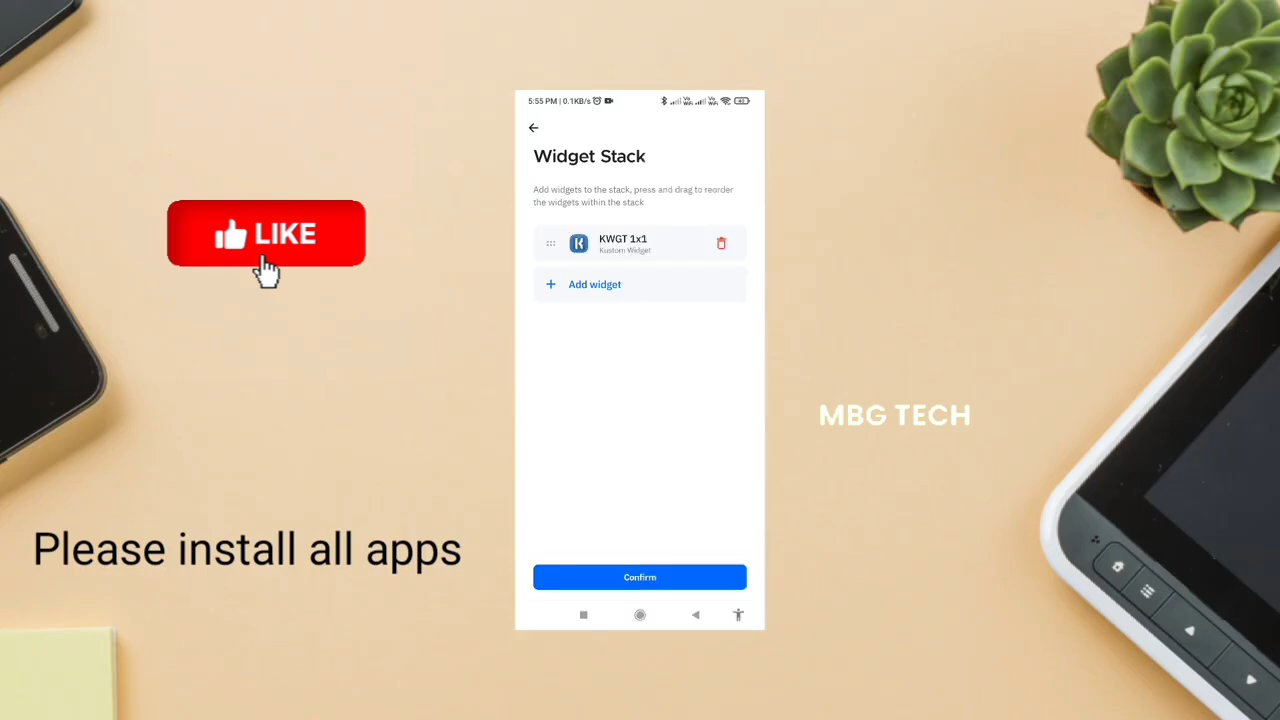 5:55 PM | 0.1KB/s
Widget Stack
Add widgets to the stack, press and drag to reorder
the widgets within the stack
KWGT 1x1
Kustom Widget
Add widget
Confirm
LIKE
MBG TECH
Please install all apps